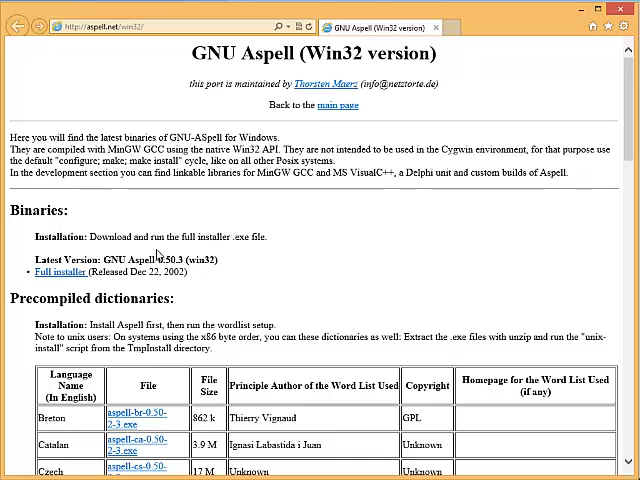 http://aspell.net/win32/
GNU Aspell (Win32 version)
GNU Aspell (Win32 version)
this port is maintained by Thorsten Maerz (info@netztorte.de)
Back to the main page
Here you will find the latest binaries of GNU-ASpell for Windows.
They are compiled with MinGW GCC using the native Win32 API. They are not intended to be used in the Cygwin environment, for that purpose use
the default "configure; make; make install" cycle, like on all other Posix systems.
In the development section you can find linkable libraries for MinGW GCC and MS VisualC++, a Delphi unit and custom builds of Aspell.
Binaries:
Installation: Download and run the full installer .exe file.
Latest Version: GNU Aspell 0.50.3 (win32)
• Full installer (Released Dec 22, 2002)
Precompiled dictionaries:
Installation: Install Aspell first, then run the wordlist setup.
Note to unix users: On systems using the x86 byte order, you can these dictionaries as well: Extract the .exe files with unzip and run the "unix-
install" script from the TmpInstall directory.
Language
Name
(In English)
File
File
Size
Principle Author of the Word List Used
Copyright
Homepage for the Word List Used
(if any)
Breton
aspell-br-0.50-
2-3.exe
862 k
Thierry Vignaud
GPL
Catalan
aspell-ca-0.50-
2-3.exe
3.9 M
Ignasi Labastida i Juan
Unknown
Czech
aspell-cs-0.50-
17 M
Unknown
Unknown